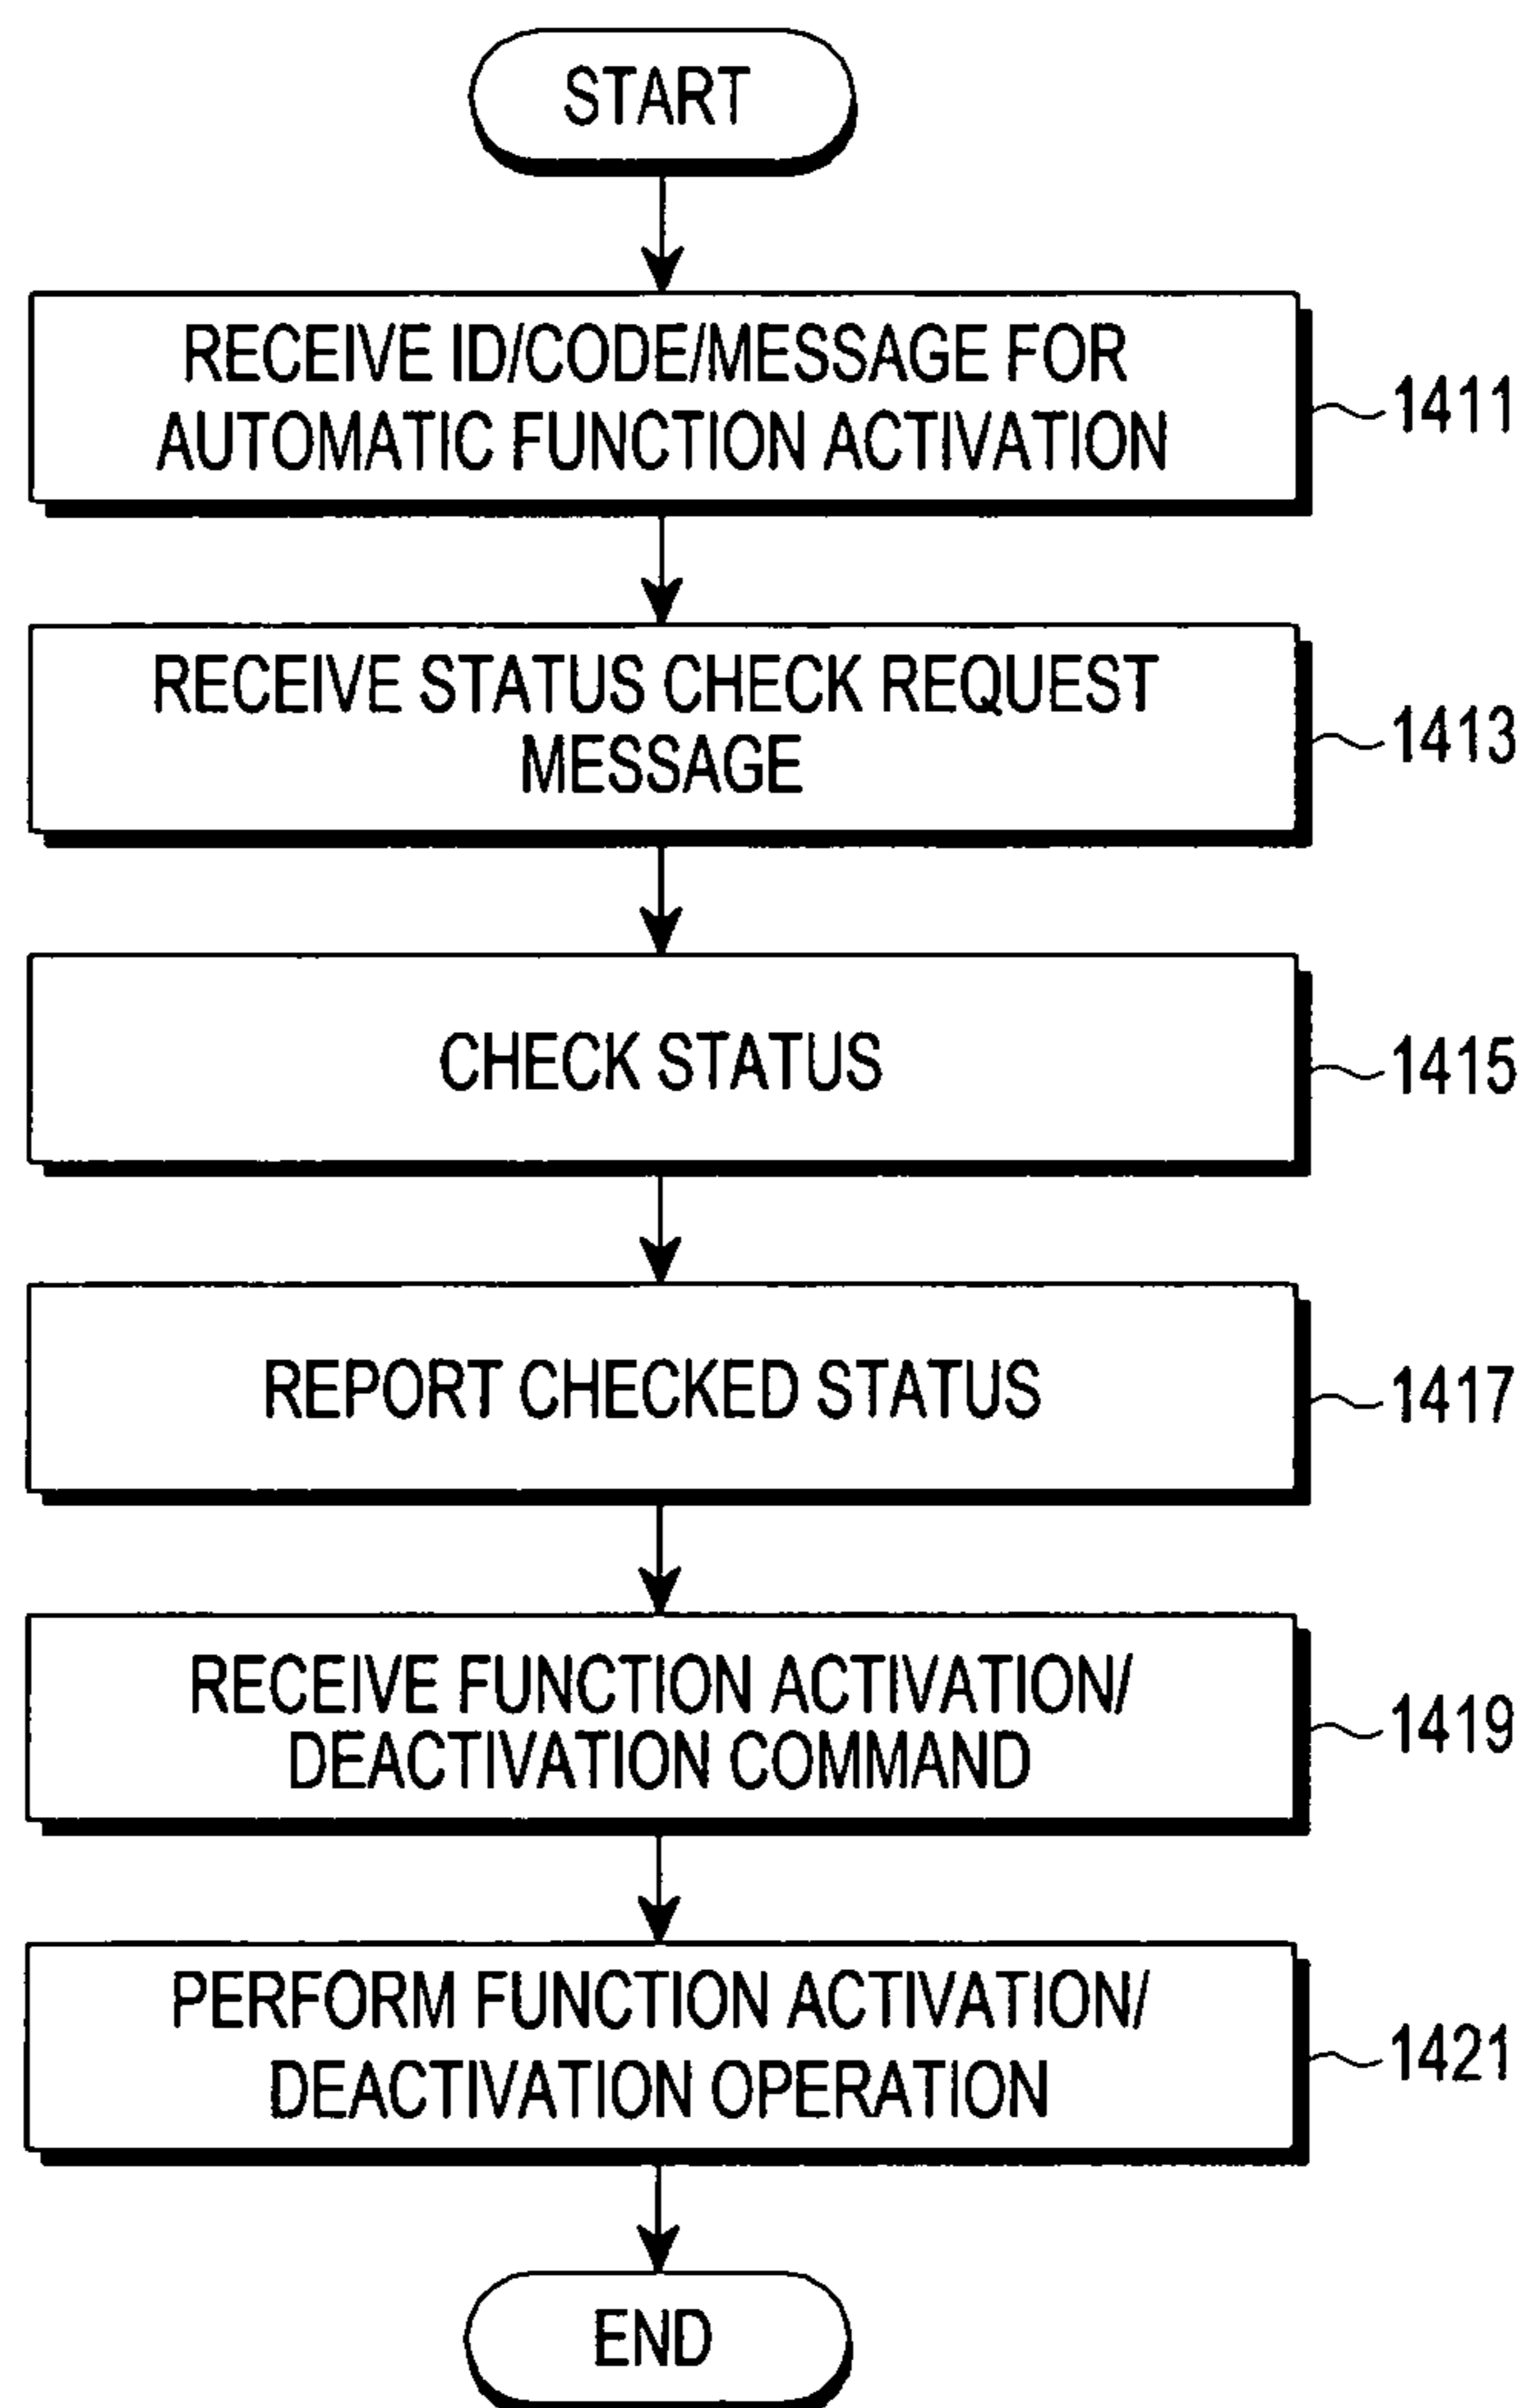 START
RECEIVE ID/CODE/MESSAGE FOR
AUTOMATIC FUNCTION ACTIVATION
1411
RECEIVE STATUS CHECK REQUEST
MESSAGE
1413
CHECK STATUS
1415
REPORT CHECKED STATUS
1417
RECEIVE FUNCTION ACTIVATION/
DEACTIVATION COMMAND
1419
PERFORM FUNCTION ACTIVATION/
DEACTIVATION OPERATION
1421
END